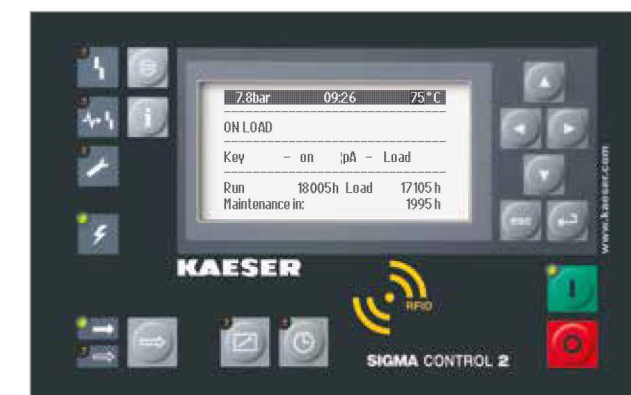 7.8bar 09:26 75°C
ON LOAD
Key - on ¦pA - Load
Run 18005h Load 17105h
Maintenance in: 1995h
esc
www.kaeser.com
KAESER
RFID
SIGMA CONTROL 2